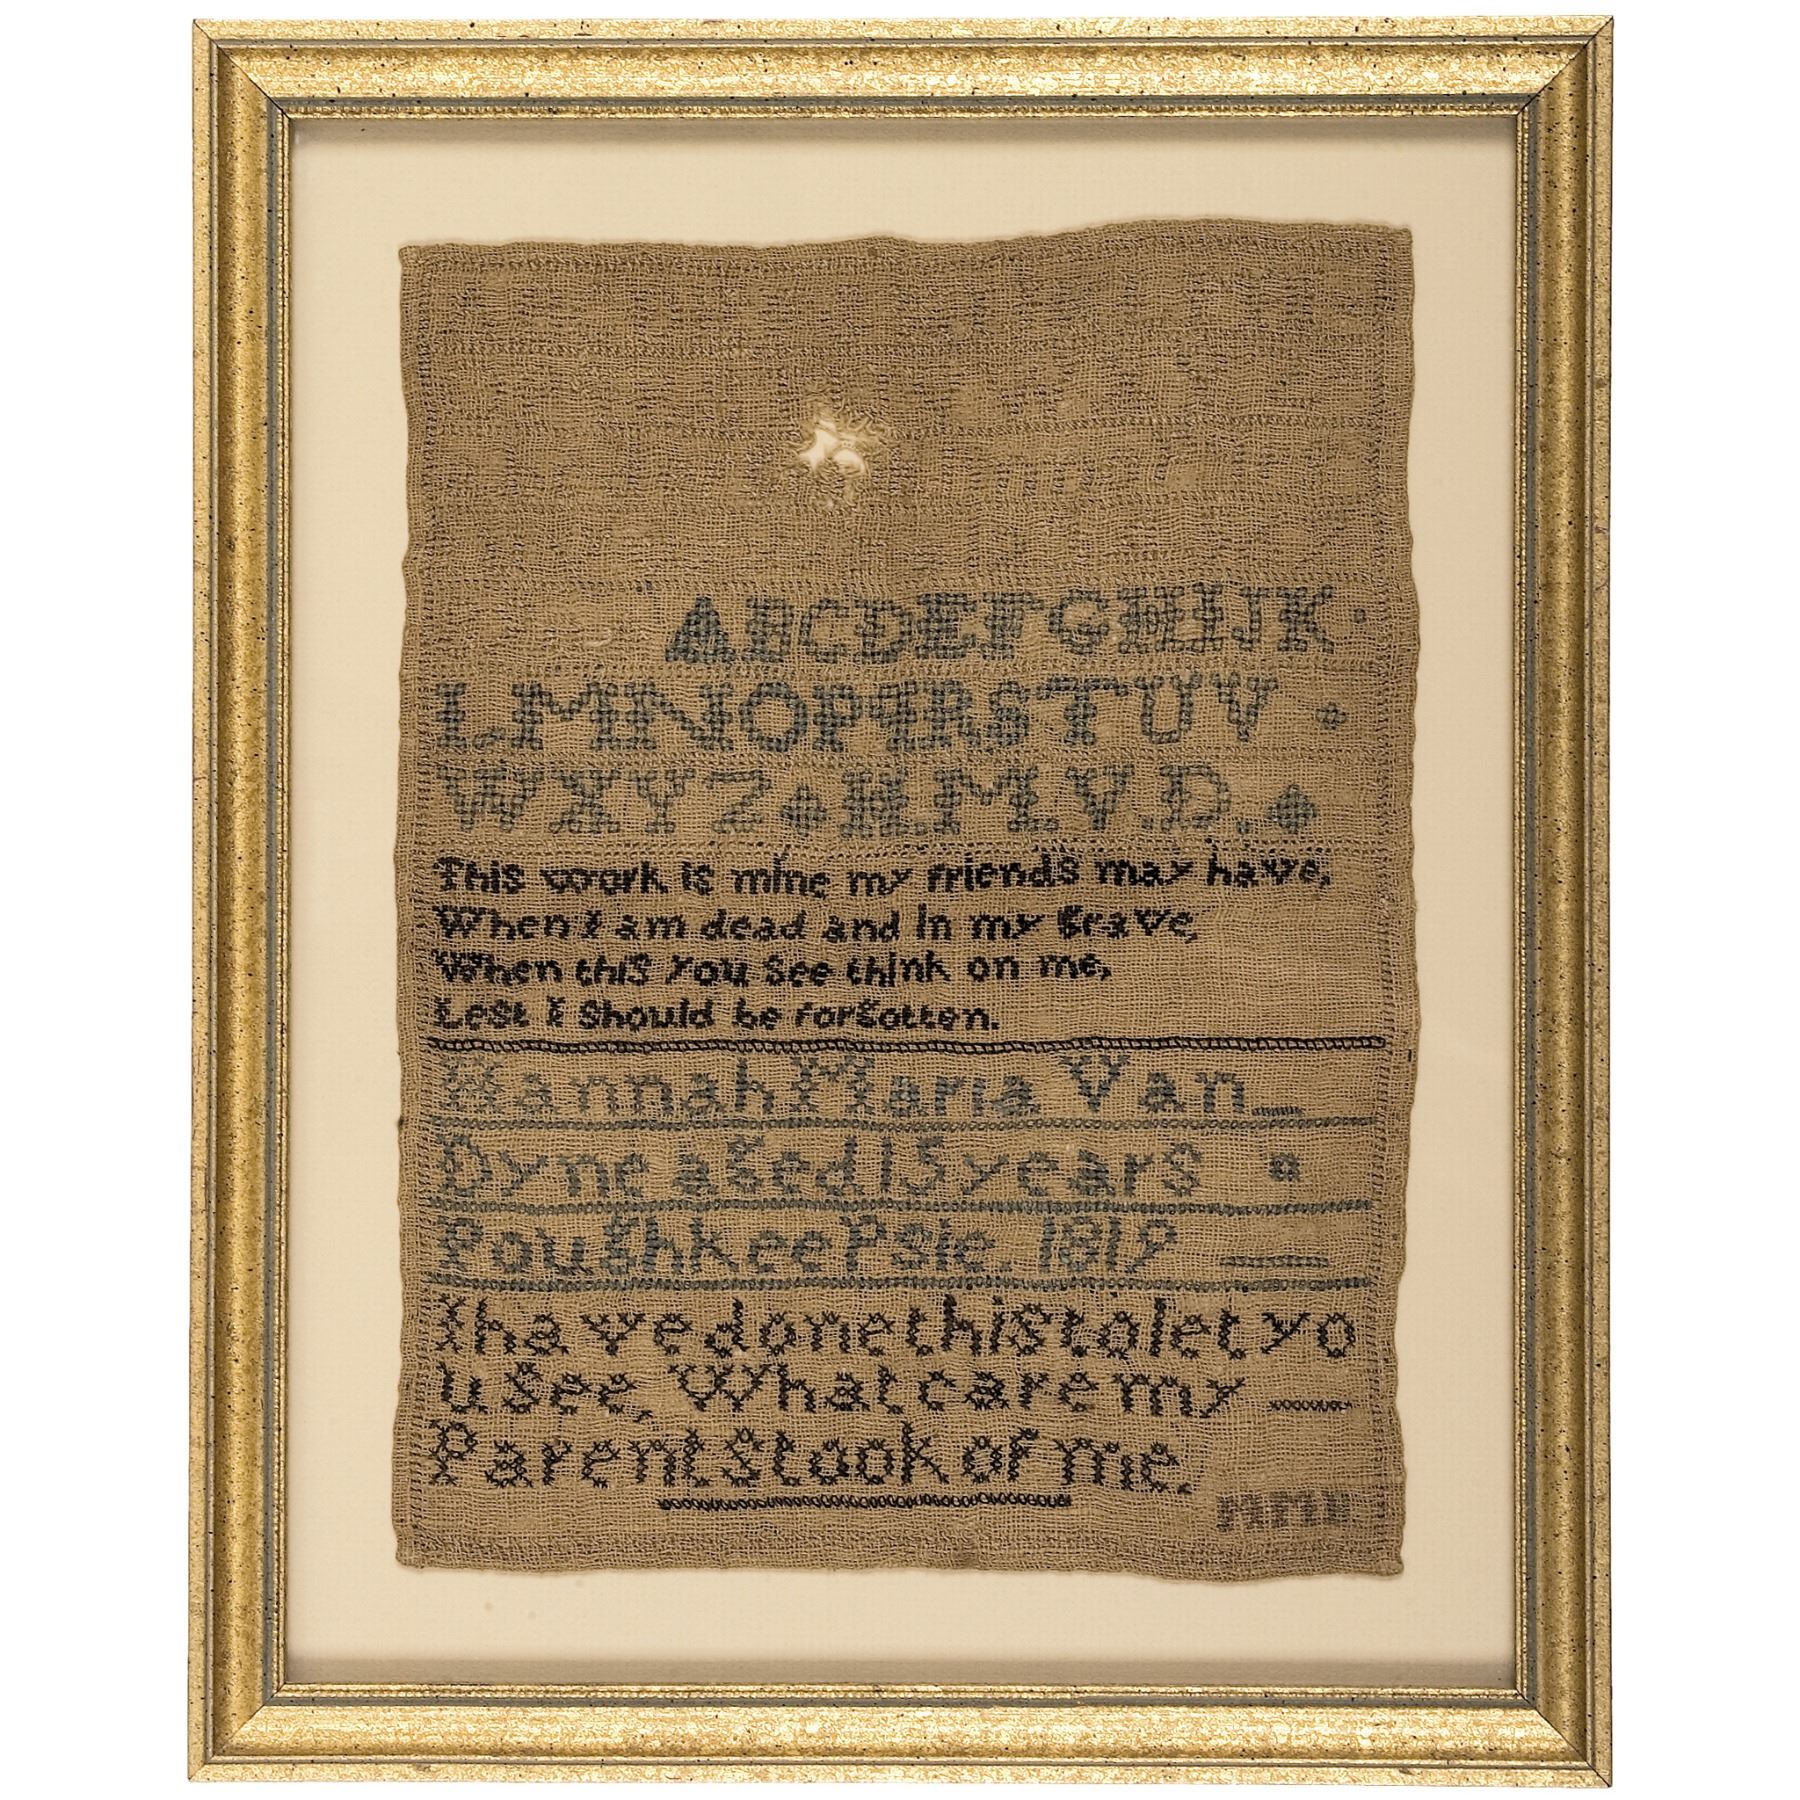 ABCDEFGHIJK
LMNOPQRSTUV
WXYZ H.M.V.D.
This work is mine my friends may have,
When I am dead and in my Grave,
When this you See think on me,
Lest I Should be forgotten.
Hannah Maria Van
Dyne aged 15 years
PoughkeePsie. 1819
I have done this to let yo
u See, What care my
Parents took of me.